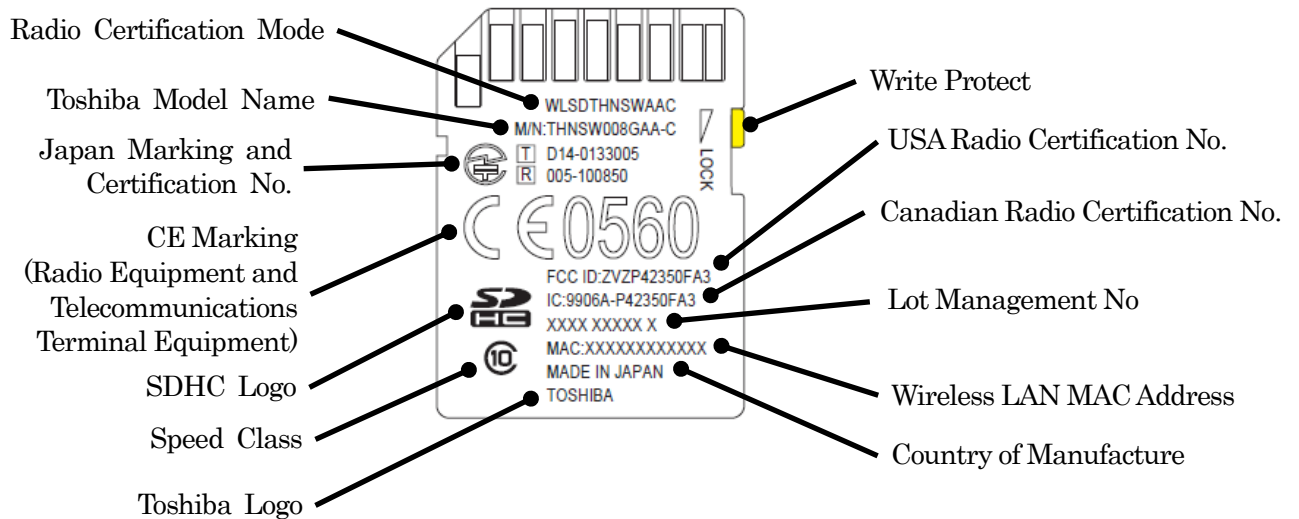 Radio Certification Mode
Toshiba Model Name
Japan Marking and
Certification No.
CE Marking
(Radio Equipment and
Telecommunications
Terminal Equipment)
SDHC Logo
Speed Class
Toshiba Logo
WLSDTHNSWAAC
M/N:THNSW008GAA-C
T D14-0133005
R 005-100850
LOCK
CE0560
FCC ID:ZVZP42350FA3
IC:9906A-P42350FA3
SD
HC
XXXX XXXXX X
MAC:XXXXXXXXXXXX
10
MADE IN JAPAN
TOSHIBA
Write Protect
USA Radio Certification No.
Canadian Radio Certification No.
Lot Management No
Wireless LAN MAC Address
Country of Manufacture